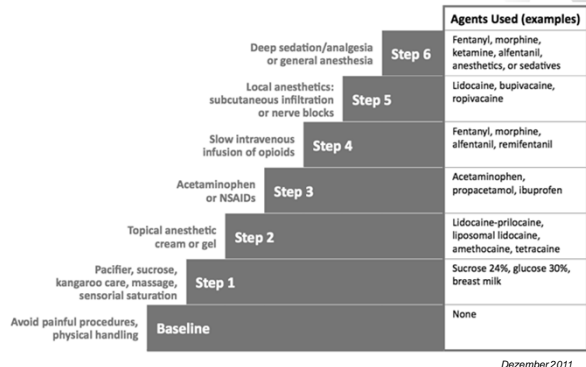 Agents Used (examples)
Deep sedation/analgesia
or general anesthesia
Step 6
Fentanyl, morphine,
ketamine, alfentanil,
anesthetics, or sedatives
Local anesthetics:
subcutaneous infiltration
or nerve blocks
Step 5
Lidocaine, bupivacaine,
ropivacaine
Slow intravenous
infusion of opioids
Step 4
Fentanyl, morphine,
alfentanil, remifentanil
Acetaminophen
or NSAIDs
Step 3
Acetaminophen,
propacetamol, ibuprofen
Topical anesthetic
cream or gel
Step 2
Lidocaine-prilocaine,
liposomal lidocaine,
amethocaine, tetracaine
Pacifier, sucrose,
kangaroo care, massage,
sensorial saturation
Step 1
Sucrose 24%, glucose 30%,
breast milk
Avoid painful procedures,
physical handling
Baseline
None
Dezember 2011